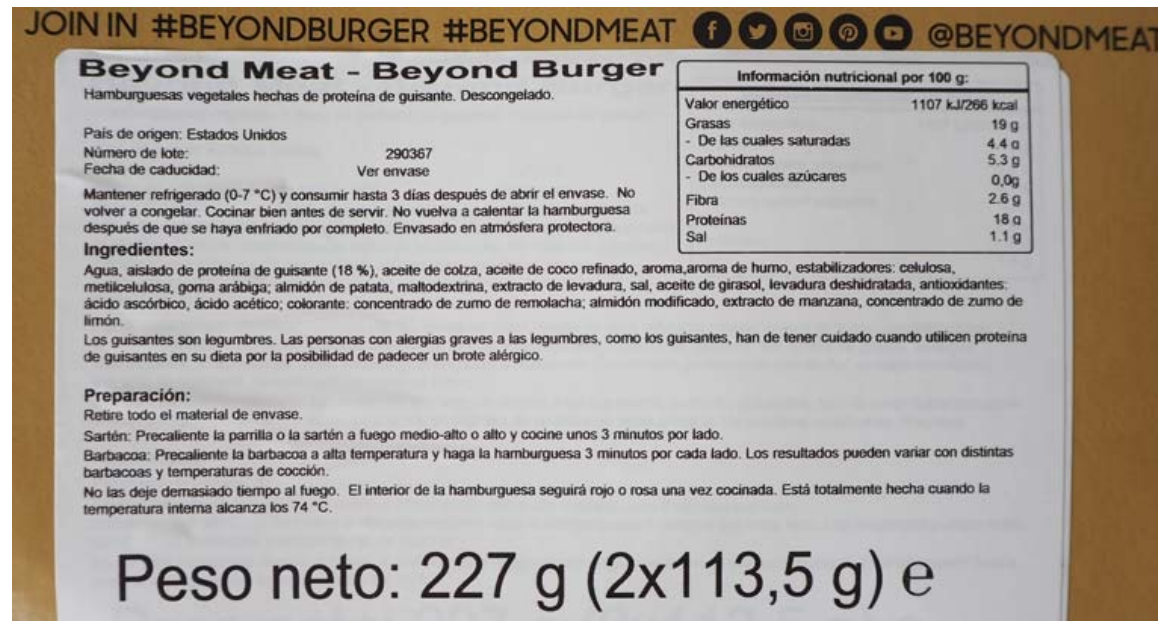 JOIN IN #BEYONDBURGER #BEYONDMEAT @BEYONDMEAT
Beyond Meat - Beyond Burger
Hamburguesas vegetales hechas de proteína de guisante. Descongelado.
País de origen: Estados Unidos
Número de lote: 290367
Fecha de caducidad: Ver envase
Mantener refrigerado (0-7 °C) y consumir hasta 3 días después de abrir el envase. No
volver a congelar. Cocinar bien antes de servir. No vuelva a calentar la hamburguesa
después de que se haya enfriado por completo. Envasado en atmósfera protectora.
Información nutricional por 100 g:
Valor energético 1107 kJ/266 kcal
Grasas 19 g
- De las cuales saturadas 4.4 g
Carbohidratos 5.3 g
- De los cuales azúcares 0,0g
Fibra 2.6 g
Proteínas 18 g
Sal 1.1 g
Ingredientes:
Agua, aislado de proteína de guisante (18 %), aceite de colza, aceite de coco refinado, aroma,aroma de humo, estabilizadores: celulosa,
metilcelulosa, goma arábiga; almidón de patata, maltodextrina, extracto de levadura, sal, aceite de girasol, levadura deshidratada, antioxidantes:
ácido ascórbico, ácido acético; colorante: concentrado de zumo de remolacha; almidón modificado, extracto de manzana, concentrado de zumo de
limón.
Los guisantes son legumbres. Las personas con alergias graves a las legumbres, como los guisantes, han de tener cuidado cuando utilicen proteína
de guisantes en su dieta por la posibilidad de padecer un brote alérgico.
Preparación:
Retire todo el material de envase.
Sartén: Precaliente la parrilla o la sartén a fuego medio-alto o alto y cocine unos 3 minutos por lado.
Barbacoa: Precaliente la barbacoa a alta temperatura y haga la hamburguesa 3 minutos por cada lado. Los resultados pueden variar con distintas
barbacoas y temperaturas de cocción.
No las deje demasiado tiempo al fuego. El interior de la hamburguesa seguirá rojo o rosa una vez cocinada. Está totalmente hecha cuando la
temperatura interna alcanza los 74 °C.
Peso neto: 227 g (2x113,5 g) e